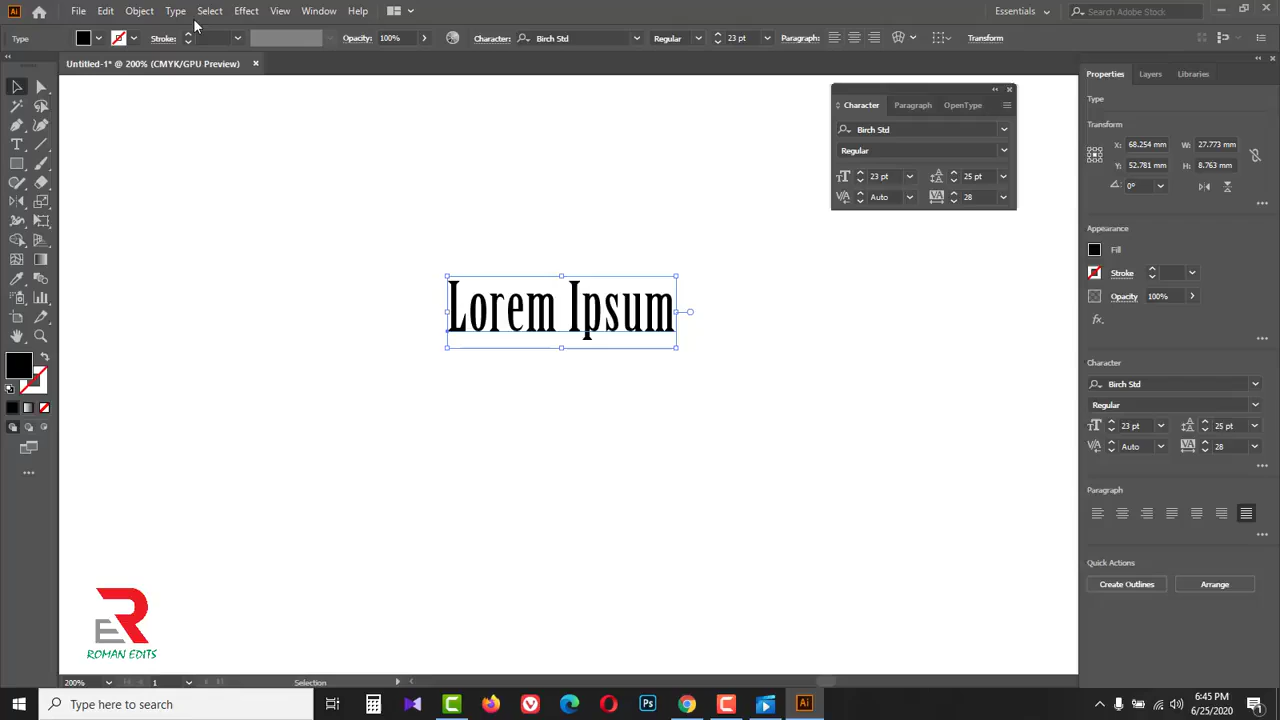 Ai File Edit Object Type Select Effect View Window Help Essentials Search Adobe Stock
Type Stroke: Opacity: 100% Character: Birch Std Regular 23 pt Paragraph: Transform
Untitled-1* @ 200% (CMYK/GPU Preview)
Properties Layers Libraries
Type
Transform
X: 68.254 mm W: 27.773 mm
Y: 52.781 mm H: 8.763 mm
0°
Appearance
Fill
Stroke
Opacity 100%
fx.
Character
Birch Std
Regular
23 pt 25 pt
Auto 28
Paragraph
Quick Actions
Create Outlines Arrange
Character Paragraph OpenType
Birch Std
Regular
23 pt 25 pt
Auto 28
Lorem Ipsum
ER
ROMAN EDITS
200% 1 Selection
Type here to search
Ps
Ai
6:45 PM
6/25/2020
1